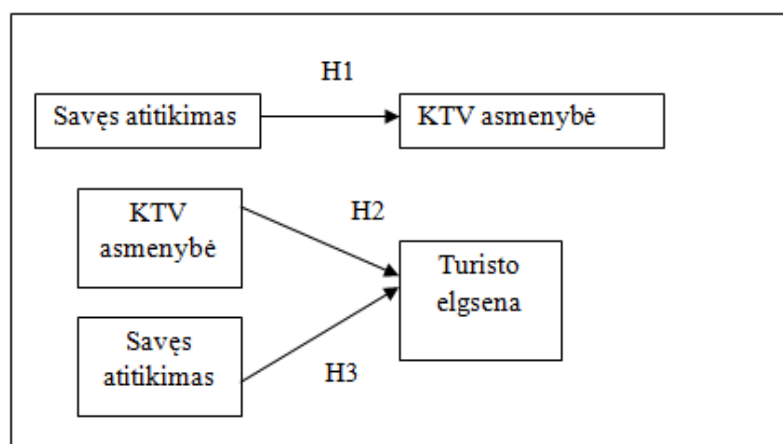 H1
Savęs atitikimas
KTV asmenybė
KTV
asmenybė
H2
Turisto
elgsena
Savęs
atitikimas
H3